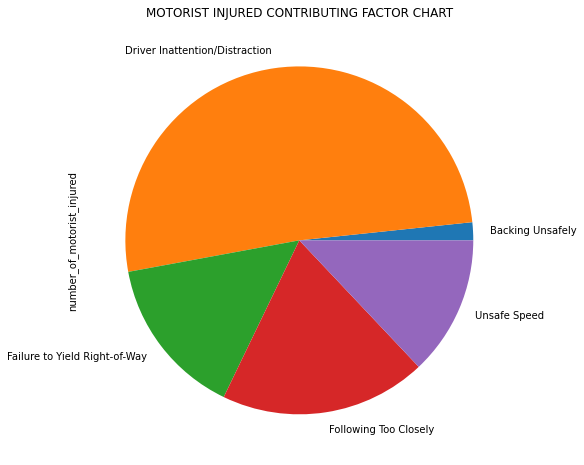 MOTORIST INJURED CONTRIBUTING FACTOR CHART
Driver Inattention/Distraction
number_of_motorist_injured
Backing Unsafely
Unsafe Speed
Failure to Yield Right-of-Way
Following Too Closely